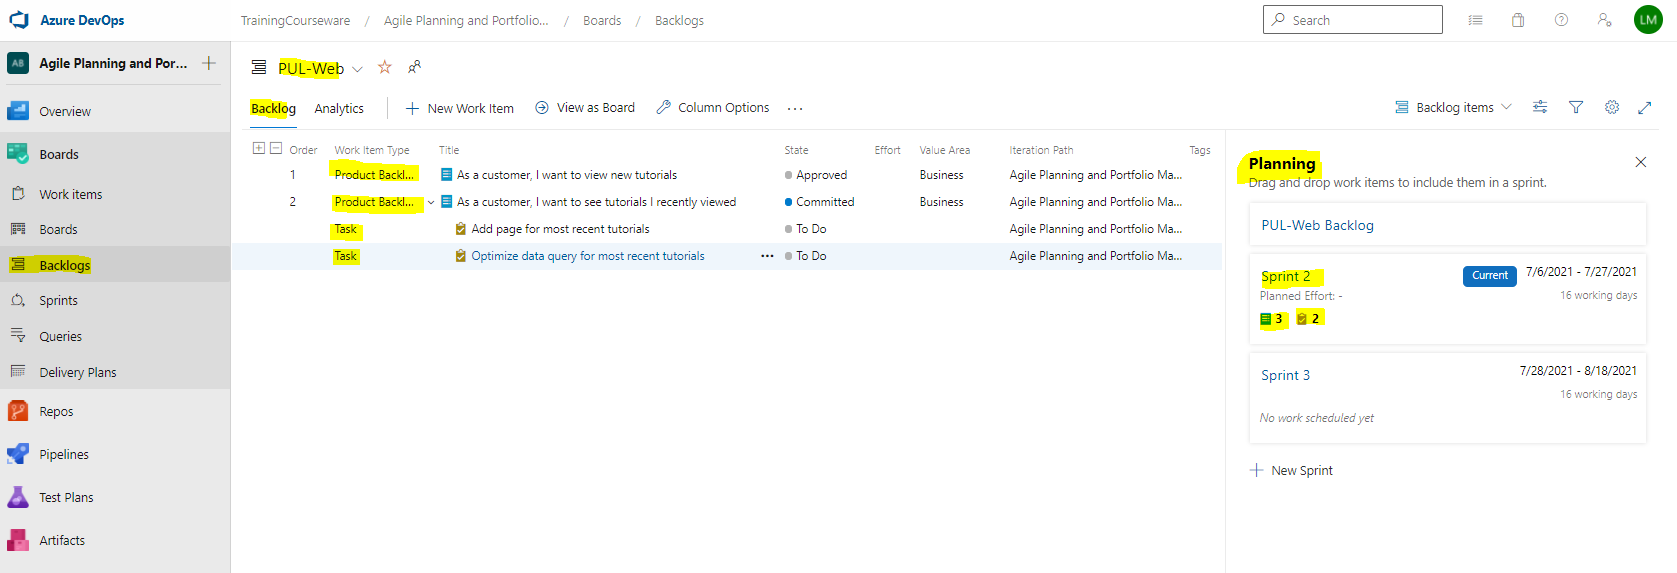 Azure DevOps
TrainingCourseware / Agile Planning and Portfolio... / Boards / Backlogs
Search
LM
AB Agile Planning and Por...
Overview
Boards
Work items
Boards
Backlogs
Sprints
Queries
Delivery Plans
Repos
Pipelines
Test Plans
Artifacts
PUL-Web
Backlog Analytics New Work Item View as Board Column Options ... Backlog items
Order Work Item Type Title State Effort Value Area Iteration Path Tags
1 Product Backl... As a customer, I want to view new tutorials Approved Business Agile Planning and Portfolio Ma...
2 Product Backl... As a customer, I want to see tutorials I recently viewed Committed Business Agile Planning and Portfolio Ma...
Task Add page for most recent tutorials To Do Agile Planning and Portfolio Ma...
Task Optimize data query for most recent tutorials ... To Do Agile Planning and Portfolio Ma...
Planning
Drag and drop work items to include them in a sprint.
PUL-Web Backlog
Sprint 2 Current 7/6/2021 - 7/27/2021
Planned Effort: - 16 working days
3 2
Sprint 3 7/28/2021 - 8/18/2021
16 working days
No work scheduled yet
New Sprint